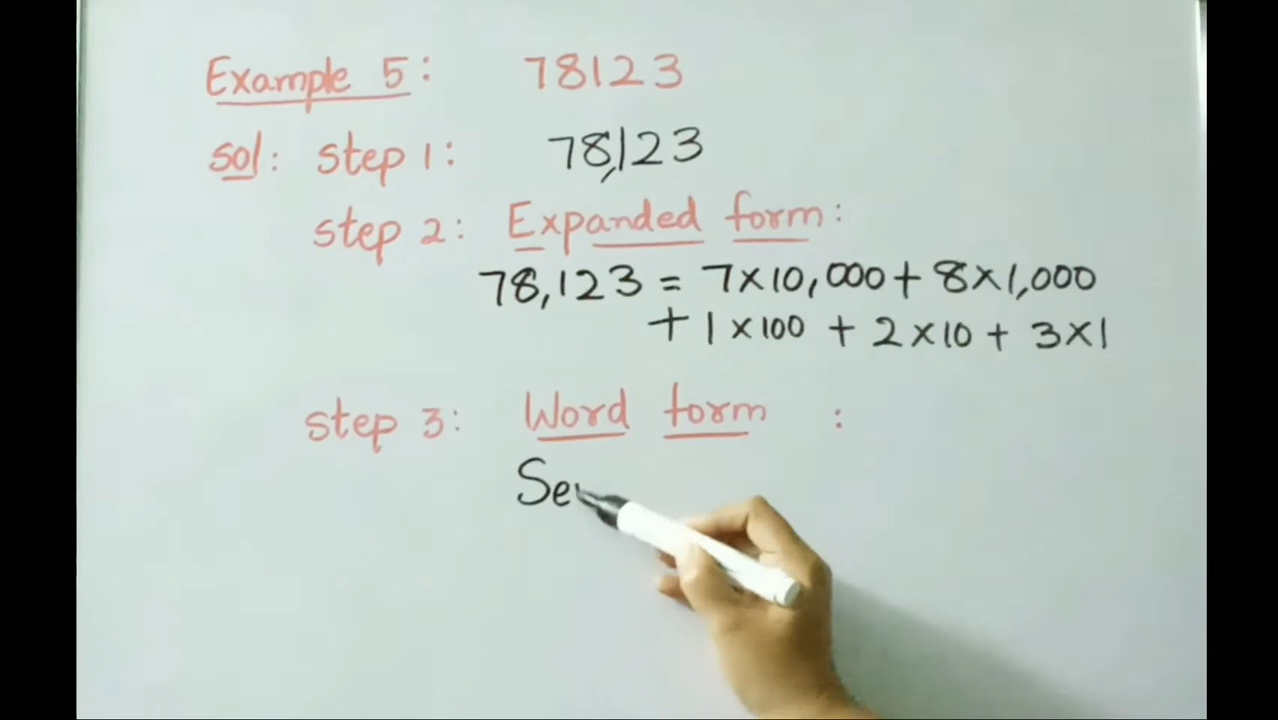 Example 5: 78123
sol: step 1: 78,123
step 2: Expanded form:
78,123 = 7×10,000+ 8×1,000
+ 1×100 + 2×10 + 3×1
step 3: Word form :
Se